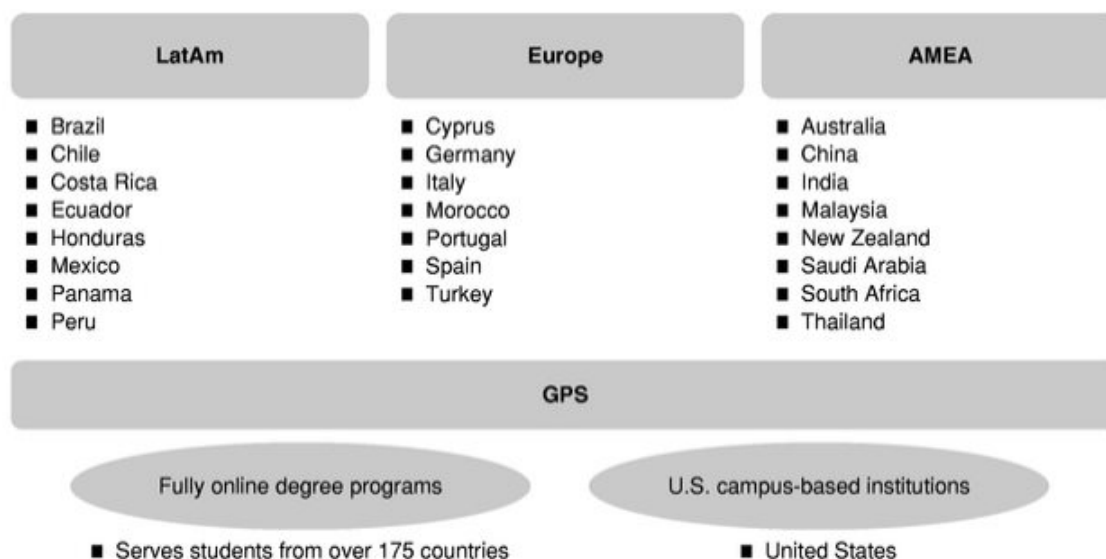 LatAm
Europe
AMEA
■ Brazil
■ Chile
■ Costa Rica
■ Ecuador
■ Honduras
■ Mexico
■ Panama
■ Peru
■ Cyprus
■ Germany
■ Italy
■ Morocco
■ Portugal
■ Spain
■ Turkey
■ Australia
■ China
■ India
■ Malaysia
■ New Zealand
■ Saudi Arabia
■ South Africa
■ Thailand
GPS
Fully online degree programs
■ Serves students from over 175 countries
U.S. campus-based institutions
■ United States